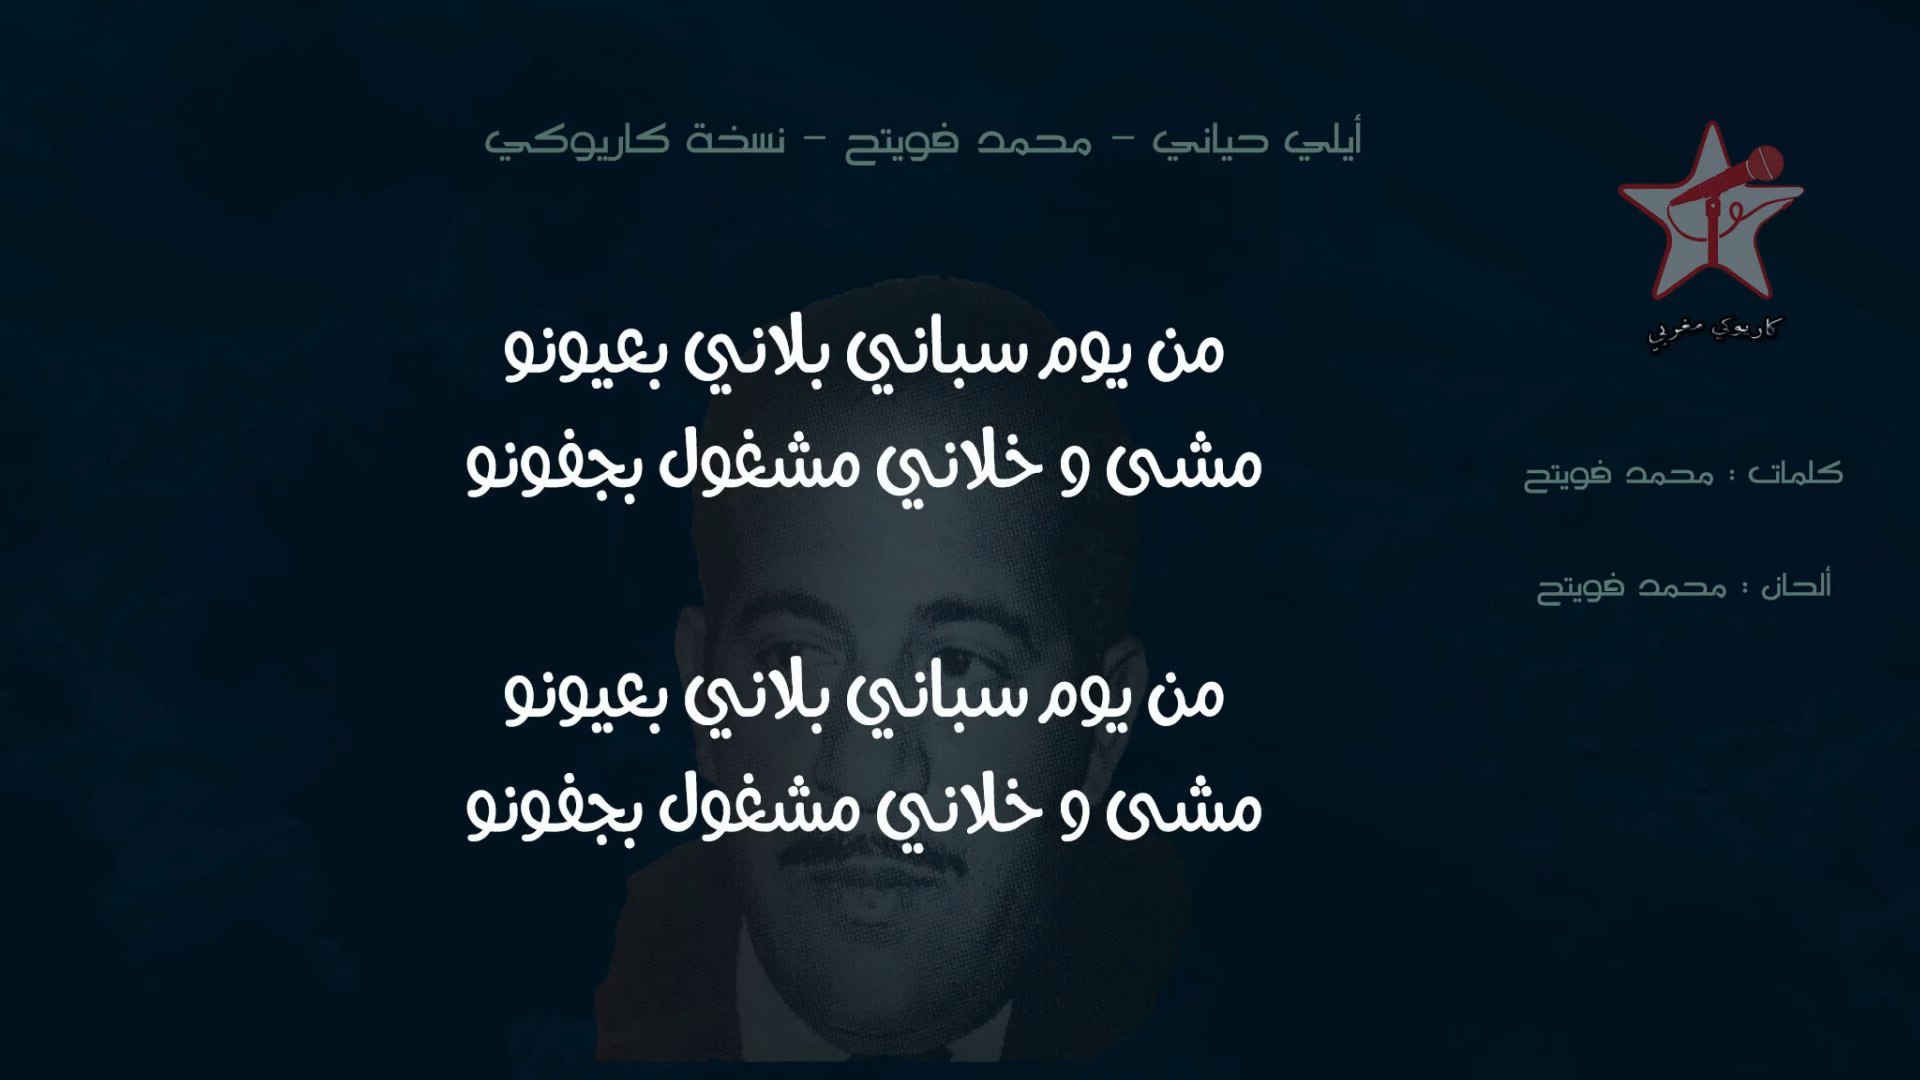 أيلي حياني - محمد فويتح - نسخة كاريوكي
كاريوكي مغربي
من يوم سباني بلاني بعيونو
مشى و خلاني مشغول بجفونو
من يوم سباني بلاني بعيونو
مشى و خلاني مشغول بجفونو
كلمات : محمد فويتح
ألحان : محمد فويتح